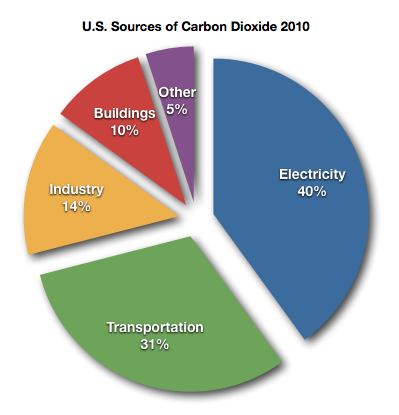 U.S. Sources of Carbon Dioxide 2010
Other
5%
Buildings
10%
Electricity
40%
Industry
14%
Transportation
31%